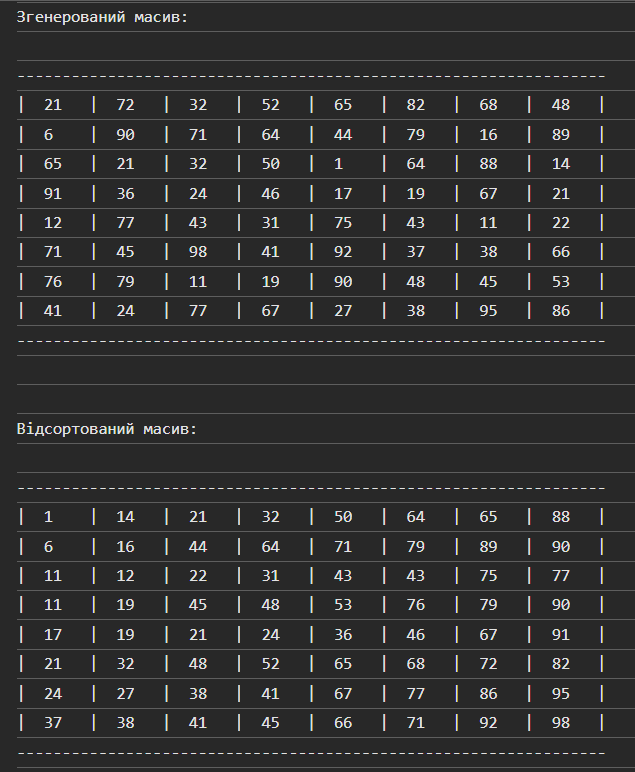 Згенерований масив:
-----------------------------------------------------------------
|  21   |  72   |  32   |  52   |  65   |  82   |  68   |  48   |
|  6    |  90   |  71   |  64   |  44   |  79   |  16   |  89   |
|  65   |  21   |  32   |  50   |  1    |  64   |  88   |  14   |
|  91   |  36   |  24   |  46   |  17   |  19   |  67   |  21   |
|  12   |  77   |  43   |  31   |  75   |  43   |  11   |  22   |
|  71   |  45   |  98   |  41   |  92   |  37   |  38   |  66   |
|  76   |  79   |  11   |  19   |  90   |  48   |  45   |  53   |
|  41   |  24   |  77   |  67   |  27   |  38   |  95   |  86   |
-----------------------------------------------------------------
Відсортований масив:
-----------------------------------------------------------------
|  1    |  14   |  21   |  32   |  50   |  64   |  65   |  88   |
|  6    |  16   |  44   |  64   |  71   |  79   |  89   |  90   |
|  11   |  12   |  22   |  31   |  43   |  43   |  75   |  77   |
|  11   |  19   |  45   |  48   |  53   |  76   |  79   |  90   |
|  17   |  19   |  21   |  24   |  36   |  46   |  67   |  91   |
|  21   |  32   |  48   |  52   |  65   |  68   |  72   |  82   |
|  24   |  27   |  38   |  41   |  67   |  77   |  86   |  95   |
|  37   |  38   |  41   |  45   |  66   |  71   |  92   |  98   |
-----------------------------------------------------------------